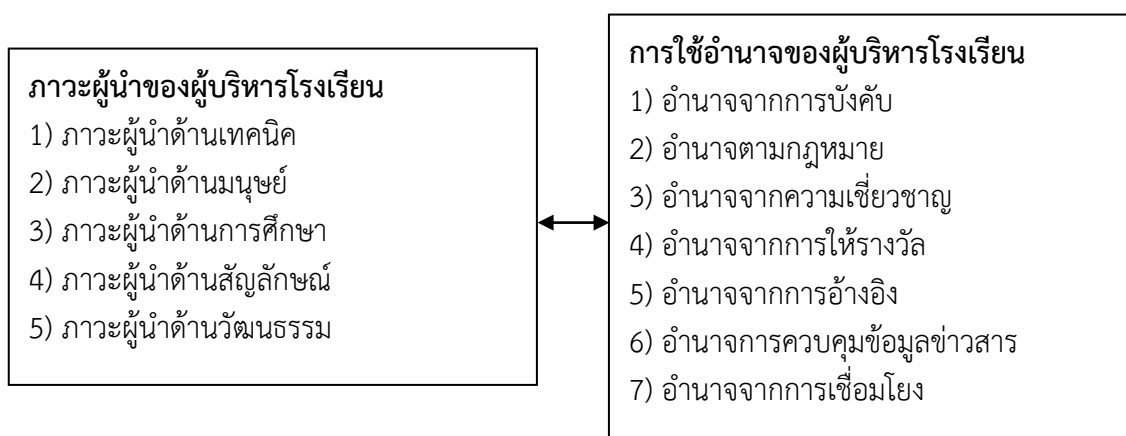 ภาวะผู้นำของผู้บริหารโรงเรียน
1) ภาวะผู้นำด้านเทคนิค
2) ภาวะผู้นำด้านมนุษย์
3) ภาวะผู้นำด้านการศึกษา
4) ภาวะผู้นำด้านสัญลักษณ์
5) ภาวะผู้นำด้านวัฒนธรรม
การใช้อำนาจของผู้บริหารโรงเรียน
1) อำนาจจากการบังคับ
2) อำนาจตามกฎหมาย
3) อำนาจจากความเชี่ยวชาญ
4) อำนาจจากการให้รางวัล
5) อำนาจจากการอ้างอิง
6) อำนาจการควบคุมข้อมูลข่าวสาร
7) อำนาจจากการเชื่อมโยง